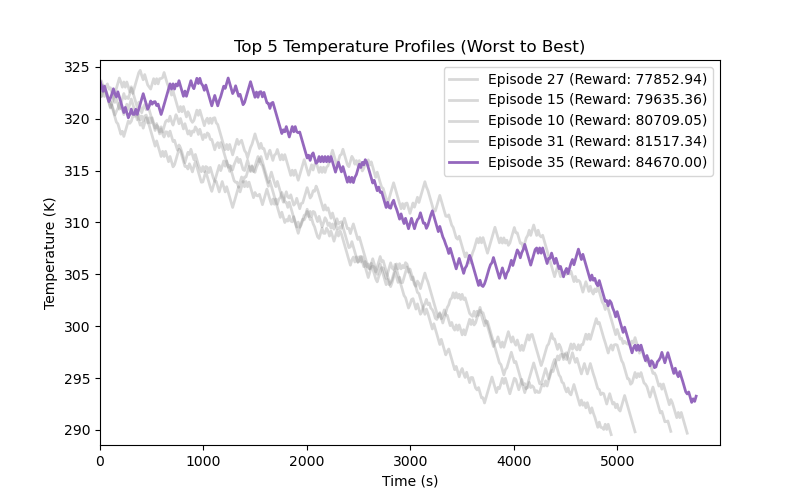 Top 5 Temperature Profiles (Worst to Best)
325
320
315
310
305
300
295
290
Temperature (K)
Episode 27 (Reward: 77852.94)
Episode 15 (Reward: 79635.36)
Episode 10 (Reward: 80709.05)
Episode 31 (Reward: 81517.34)
Episode 35 (Reward: 84670.00)
0 1000 2000 3000 4000 5000
Time (s)